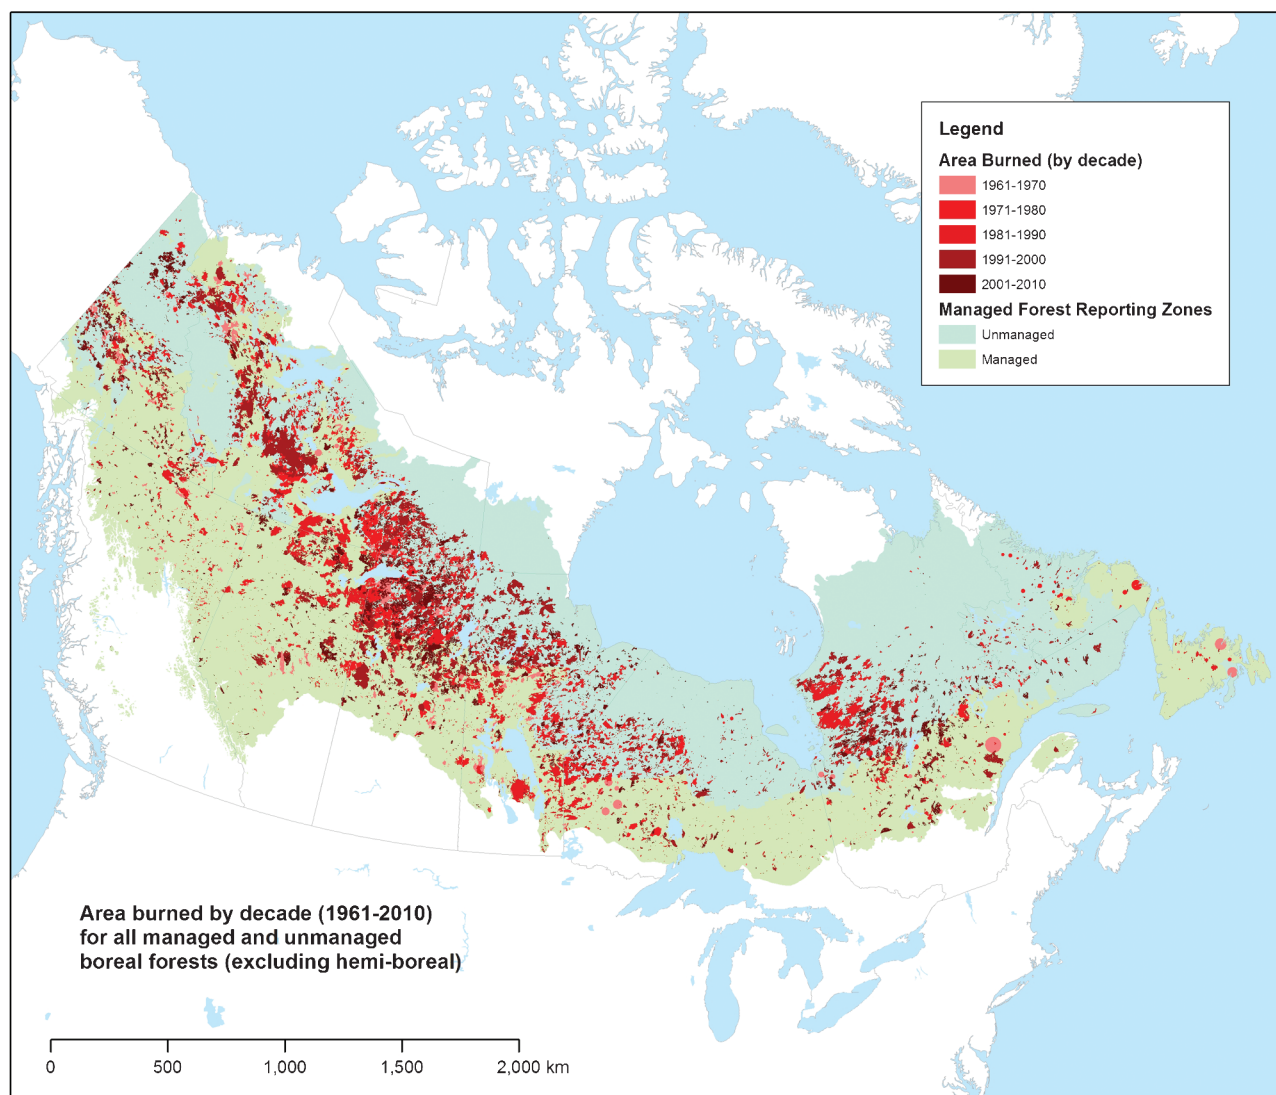 Legend
Area Burned (by decade)
1961-1970
1971-1980
1981-1990
1991-2000
2001-2010
Managed Forest Reporting Zones
Unmanaged
Managed
Area burned by decade (1961-2010)
for all managed and unmanaged
boreal forests (excluding hemi-boreal)
0 500 1,000 1,500 2,000 km